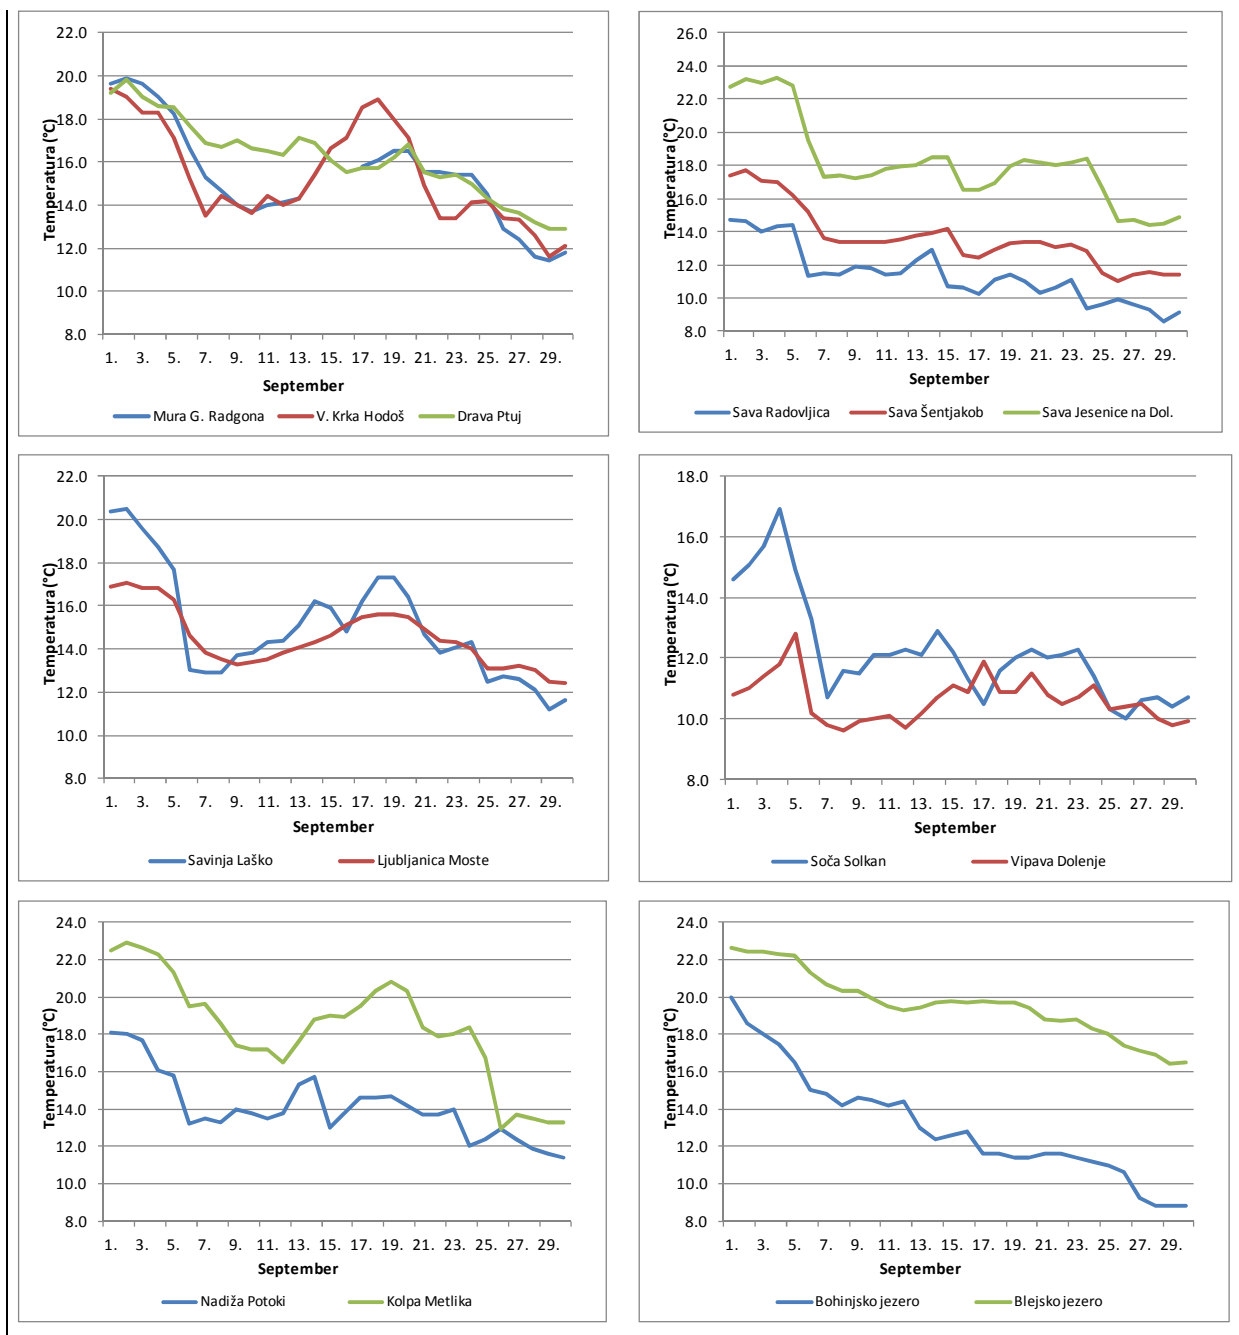 22.0
20.0
18.0
16.0
14.0
12.0
10.0
8.0
Temperatura (°C)
1. 3. 5. 7. 9. 11. 13. 15. 17. 19. 21. 23. 25. 27. 29.
September
Mura G. Radgona V. Krka Hodoš Drava Ptuj
26.0
24.0
22.0
20.0
18.0
16.0
14.0
12.0
10.0
8.0
Temperatura (°C)
1. 3. 5. 7. 9. 11. 13. 15. 17. 19. 21. 23. 25. 27. 29.
September
Sava Radovljica Sava Šentjakob Sava Jesenice na Dol.
22.0
20.0
18.0
16.0
14.0
12.0
10.0
8.0
Temperatura (°C)
1. 3. 5. 7. 9. 11. 13. 15. 17. 19. 21. 23. 25. 27. 29.
September
Savinja Laško Ljubljanica Moste
18.0
16.0
14.0
12.0
10.0
8.0
Temperatura (°C)
1. 3. 5. 7. 9. 11. 13. 15. 17. 19. 21. 23. 25. 27. 29.
September
Soča Solkan Vipava Dolenje
24.0
22.0
20.0
18.0
16.0
14.0
12.0
10.0
8.0
Temperatura (°C)
1. 3. 5. 7. 9. 11. 13. 15. 17. 19. 21. 23. 25. 27. 29.
September
Nadiža Potoki Kolpa Metlika
24.0
22.0
20.0
18.0
16.0
14.0
12.0
10.0
8.0
Temperatura (°C)
1. 3. 5. 7. 9. 11. 13. 15. 17. 19. 21. 23. 25. 27. 29.
September
Bohinjsko jezero Blejsko jezero